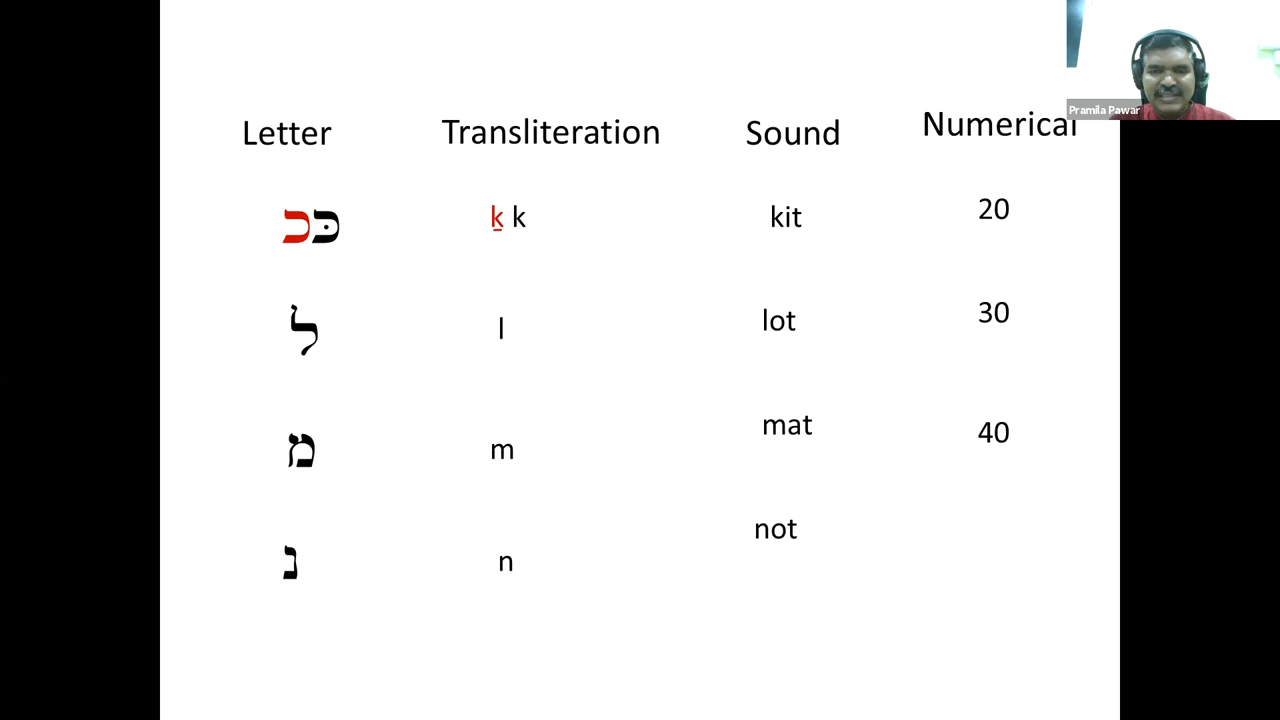 Pramila Pawar
Letter Transliteration Sound Numerical
כּכ ḵ k kit 20
ל l lot 30
מ m mat 40
נ n not